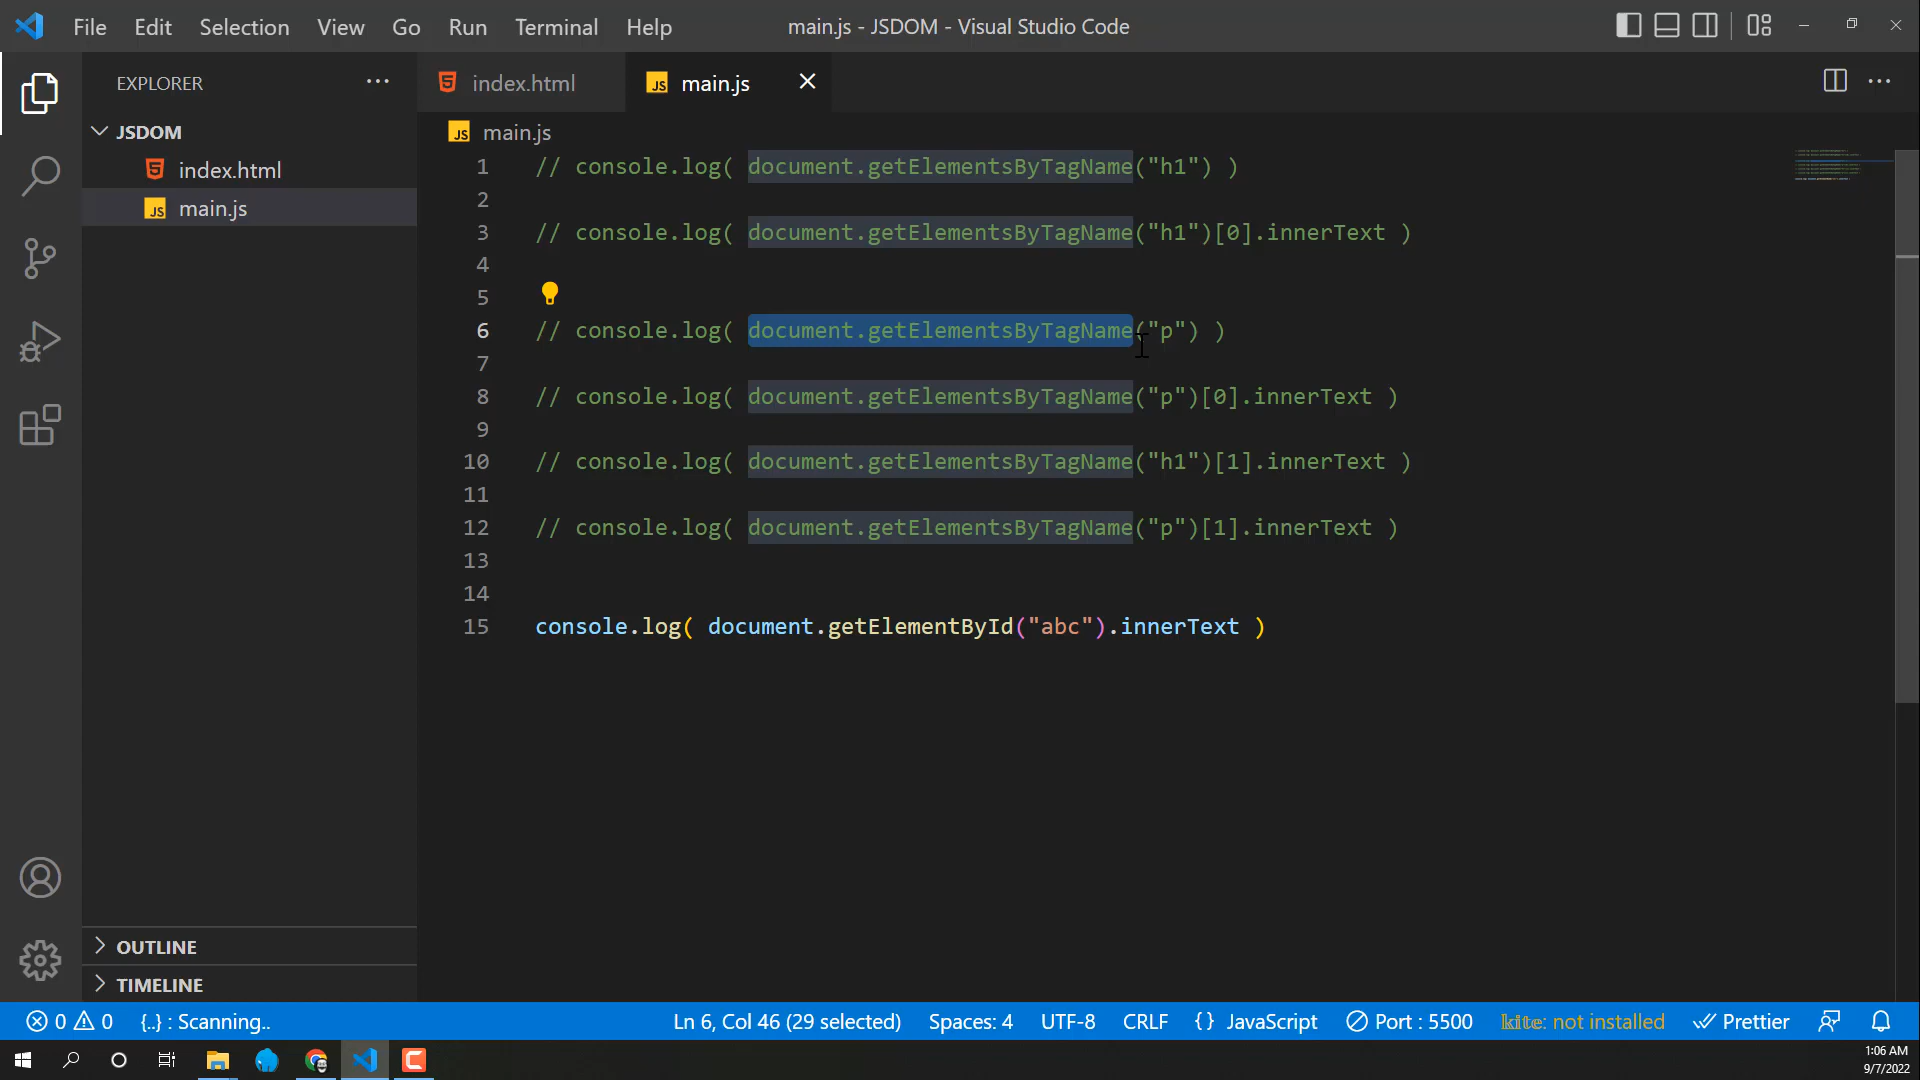 File Edit Selection View Go Run Terminal Help main.js - JSDOM - Visual Studio Code
EXPLORER
JSDOM
index.html
main.js
OUTLINE
TIMELINE
index.html main.js
main.js
1 // console.log( document.getElementsByTagName("h1") )
2
3 // console.log( document.getElementsByTagName("h1")[0].innerText )
4
5
6 // console.log( document.getElementsByTagName("p") )
7
8 // console.log( document.getElementsByTagName("p")[0].innerText )
9
10 // console.log( document.getElementsByTagName("h1")[1].innerText )
11
12 // console.log( document.getElementsByTagName("p")[1].innerText )
13
14
15 console.log( document.getElementById("abc").innerText )
0 0 {..} : Scanning.. Ln 6, Col 46 (29 selected) Spaces: 4 UTF-8 CRLF {} JavaScript Port : 5500 kite: not installed Prettier
1:06 AM
9/7/2022